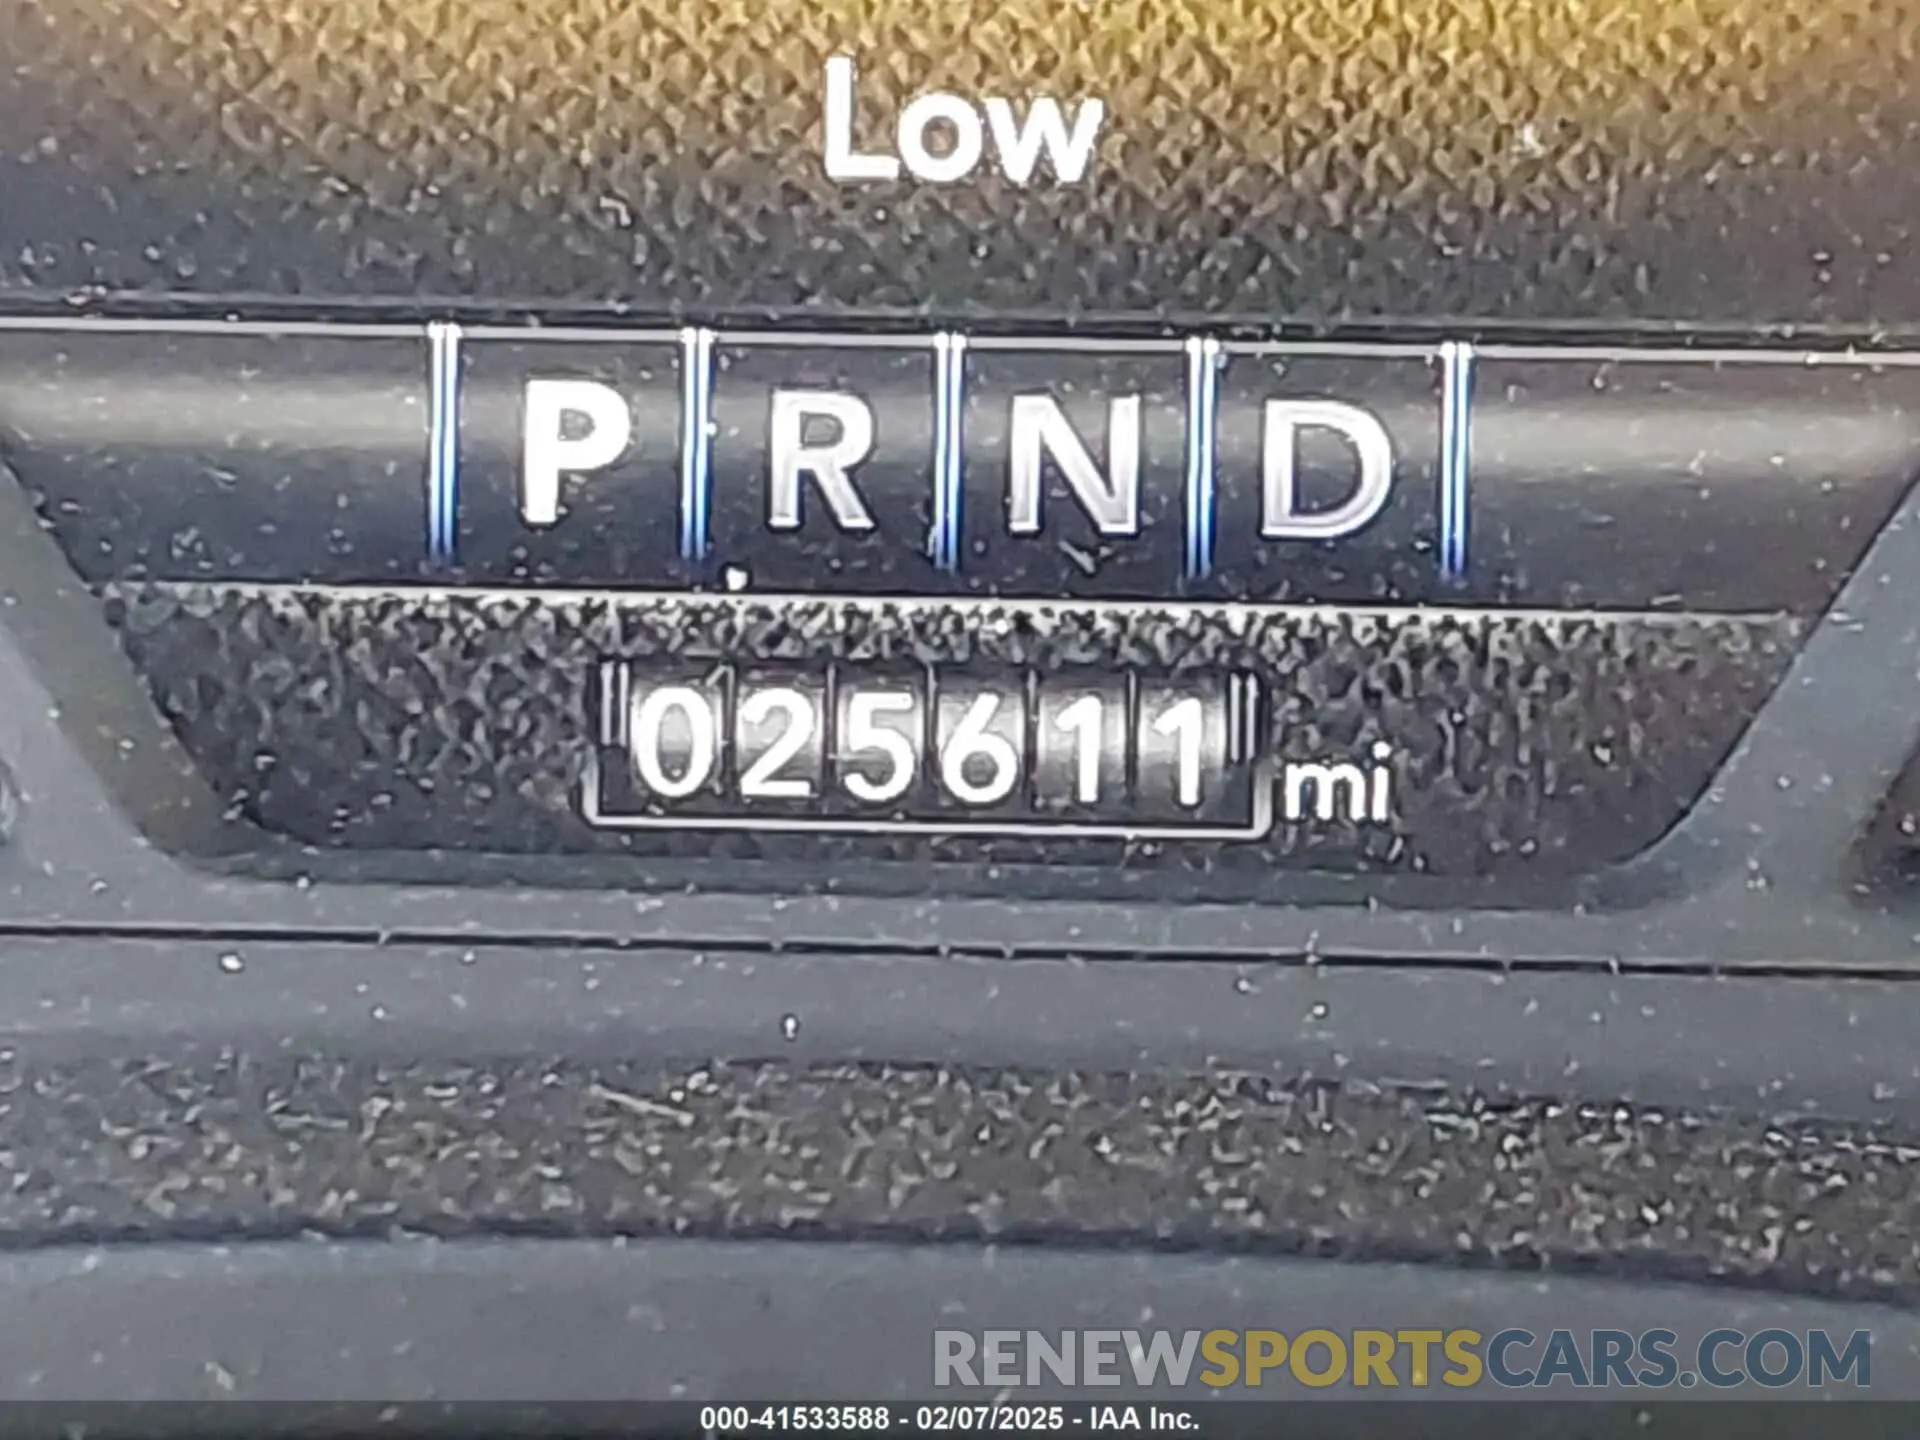 Low
P R N D
025611 mi
RENEWSPORTSCARS.COM
000-41533588 - 02/07/2025 - IAA Inc.